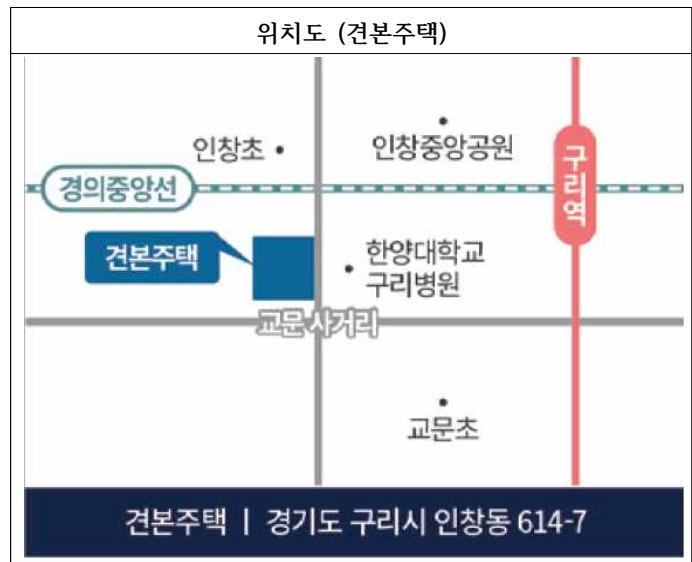 위치도 (견본주택)
인창초
인창중앙공원
구리역
경의중앙선
견본주택
한양대학교
구리병원
교문사거리
교문초
견본주택 | 경기도 구리시 인창동 614-7